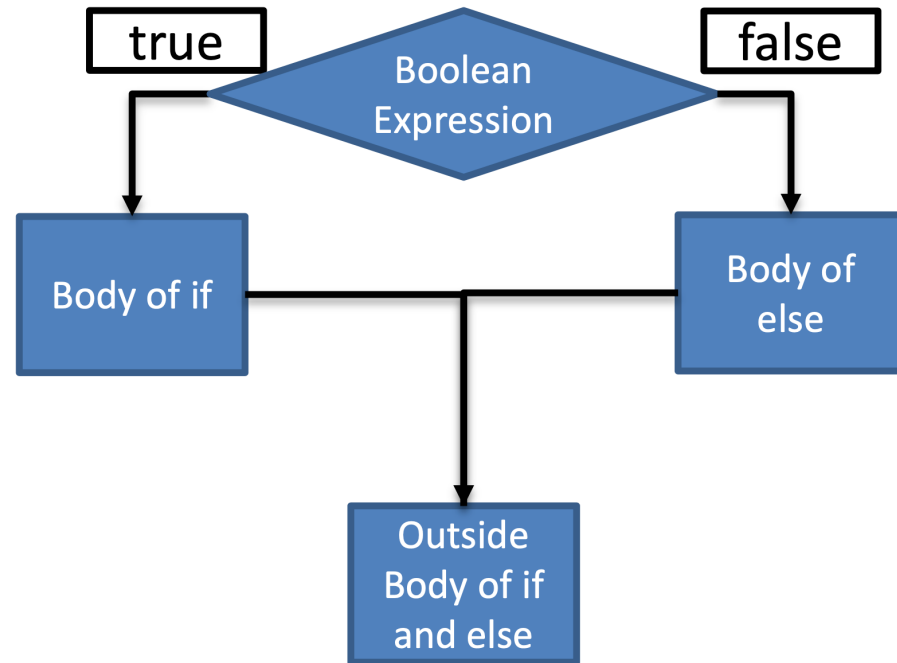 true
Boolean
Expression
false
Body of if
Body of
else
Outside
Body of if
and else